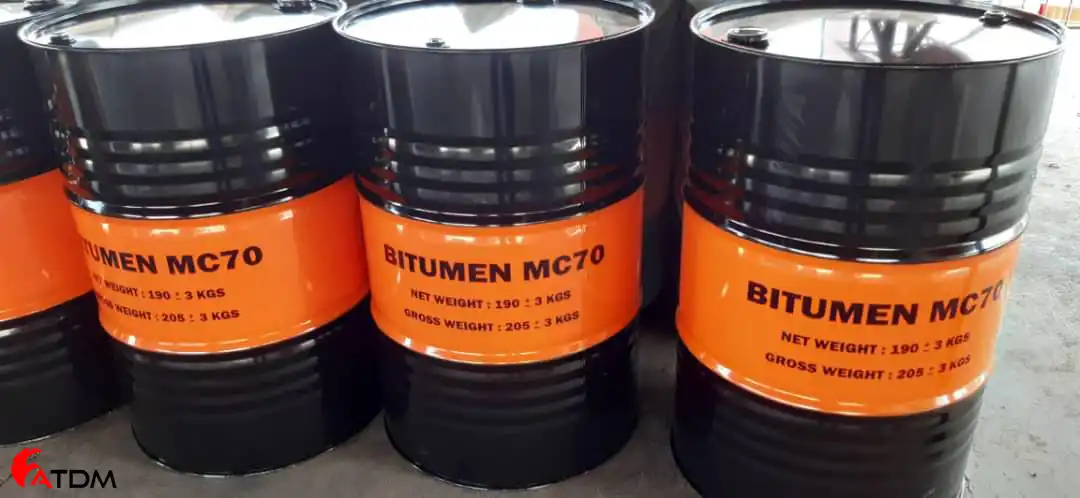 TUMEN MC70
WEIGHT : 190 ± 3 KGS
WEIGHT : 205 ± 3 KGS
BITUMEN MC70
NET WEIGHT : 190 ± 3 KGS
GROSS WEIGHT : 205 ± 3 KGS
BITUMEN MC70
NET WEIGHT : 190 ± 3 KGS
GROSS WEIGHT : 205 ± 3 KGS
ATDM